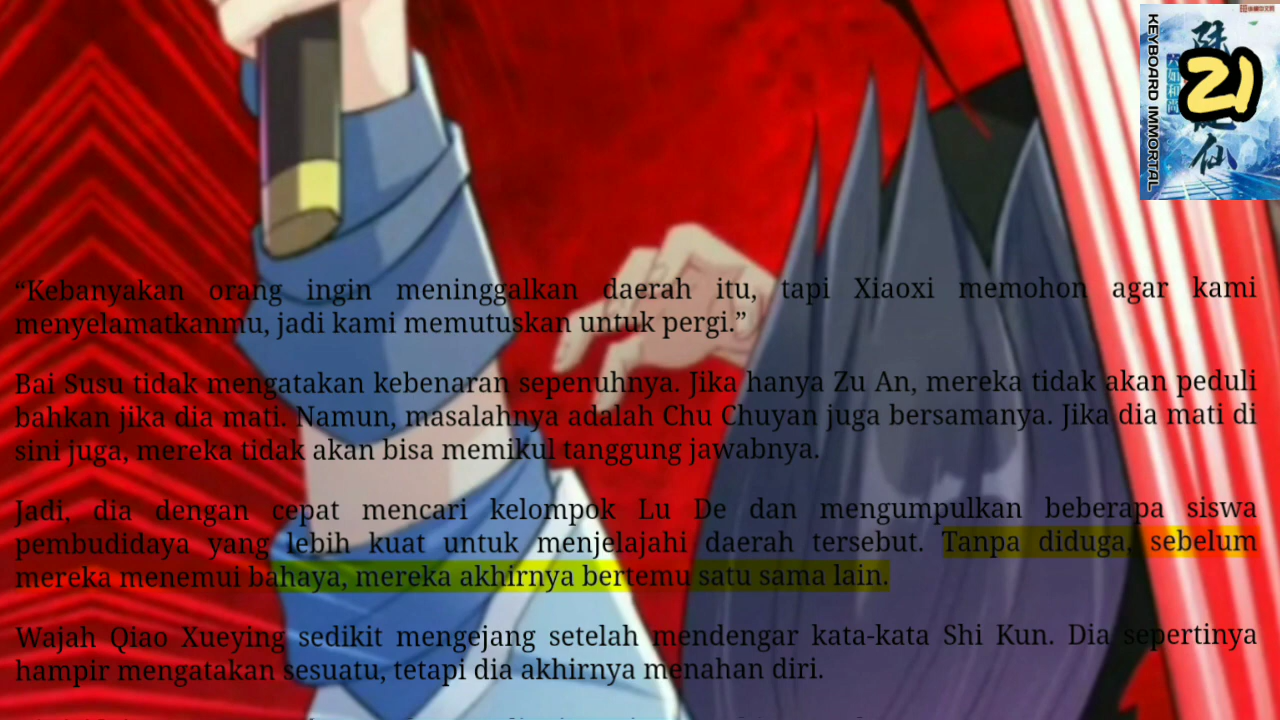 KEYBOARD IMMORTAL
21
仙
“Kebanyakan orang ingin meninggalkan daerah itu, tapi Xiaoxi memohon agar kami
menyelamatkanmu, jadi kami memutuskan untuk pergi.”
Bai Susu tidak mengatakan kebenaran sepenuhnya. Jika hanya Zu An, mereka tidak akan peduli
bahkan jika dia mati. Namun, masalahnya adalah Chu Chuyan juga bersamanya. Jika dia mati di
sini juga, mereka tidak akan bisa memikul tanggung jawabnya.
Jadi, dia dengan cepat mencari kelompok Lu De dan mengumpulkan beberapa siswa
pembudidaya yang lebih kuat untuk menjelajahi daerah tersebut. Tanpa diduga, sebelum
mereka menemui bahaya, mereka akhirnya bertemu satu sama lain.
Wajah Qiao Xueying sedikit mengejang setelah mendengar kata-kata Shi Kun. Dia sepertinya
hampir mengatakan sesuatu, tetapi dia akhirnya menahan diri.